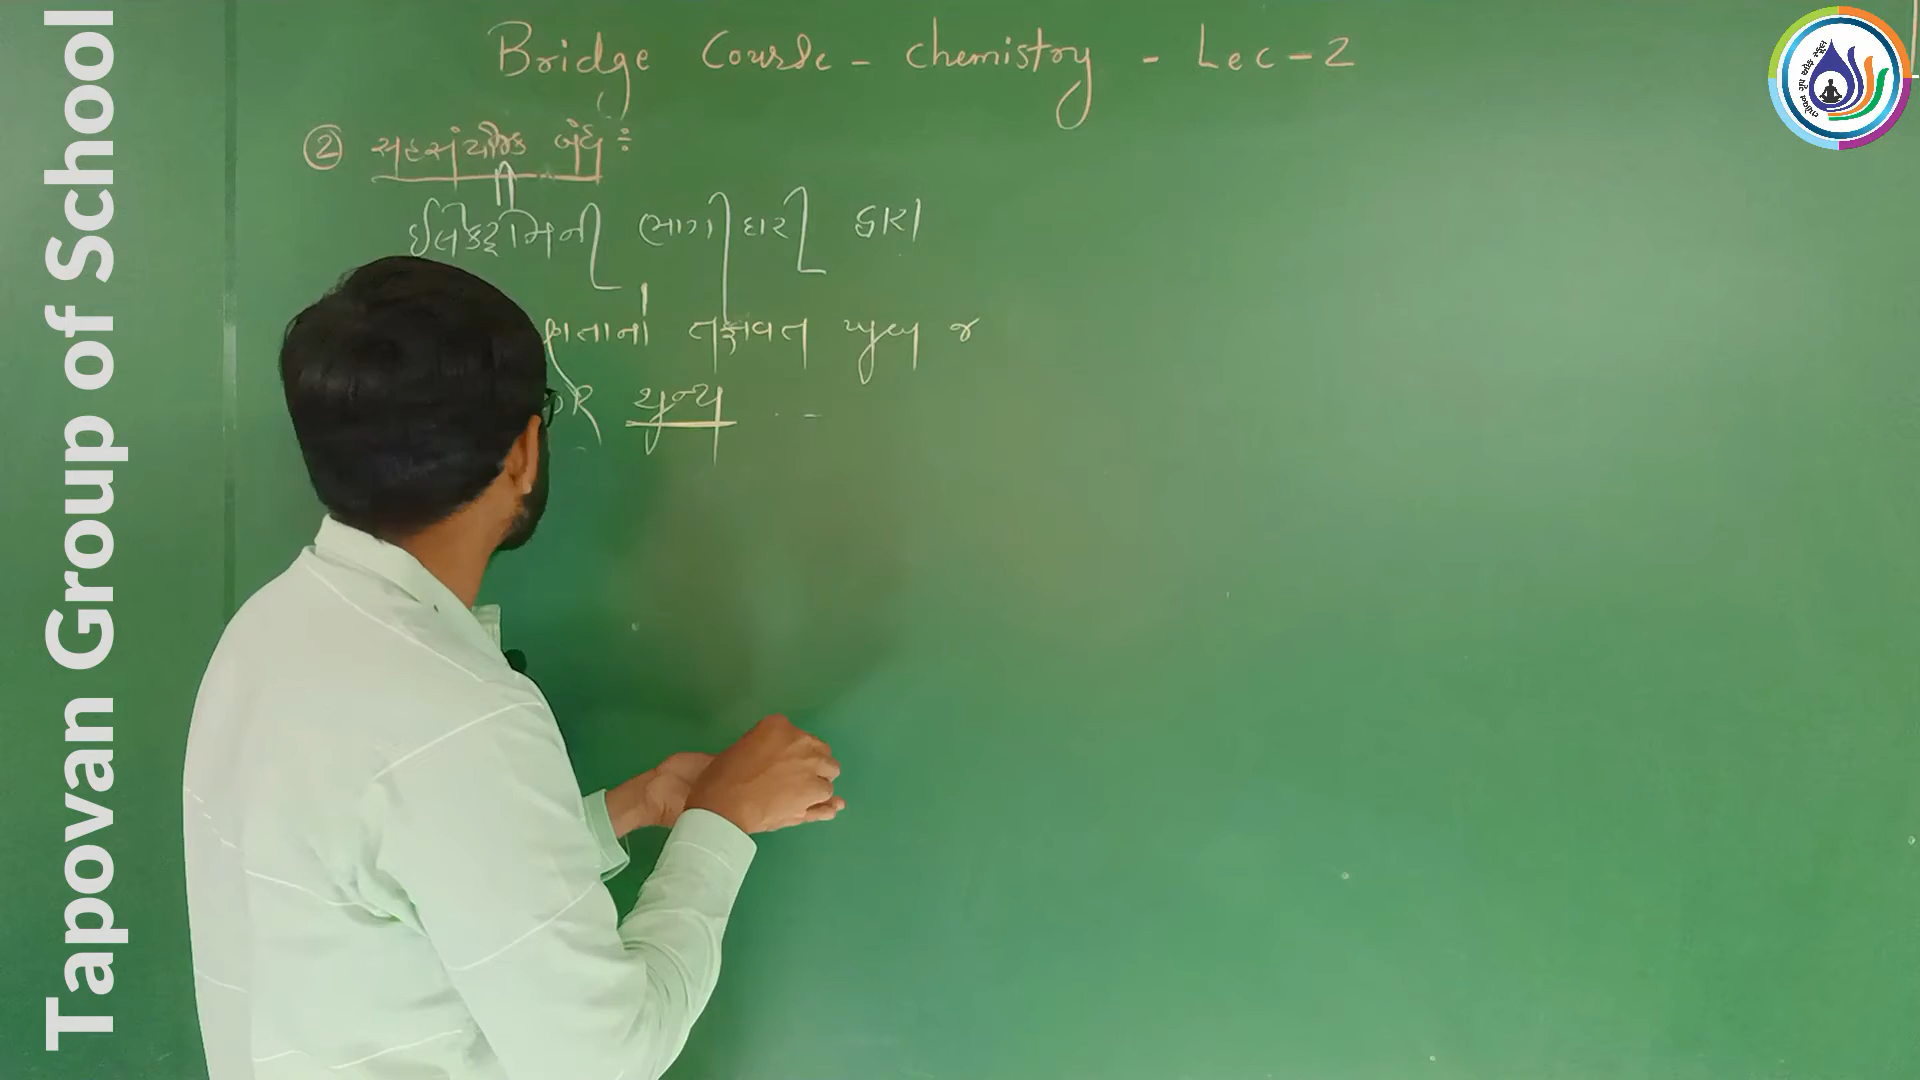 Tapovan Group of School
Bridge Course - Chemistry - Lec - 2
② સહસંયોજક બંધ :
ઈલેક્ટ્રોનની ભાગીદારી દ્વારા
તાનો તફાવત ખુબ જ
શૂન્ય